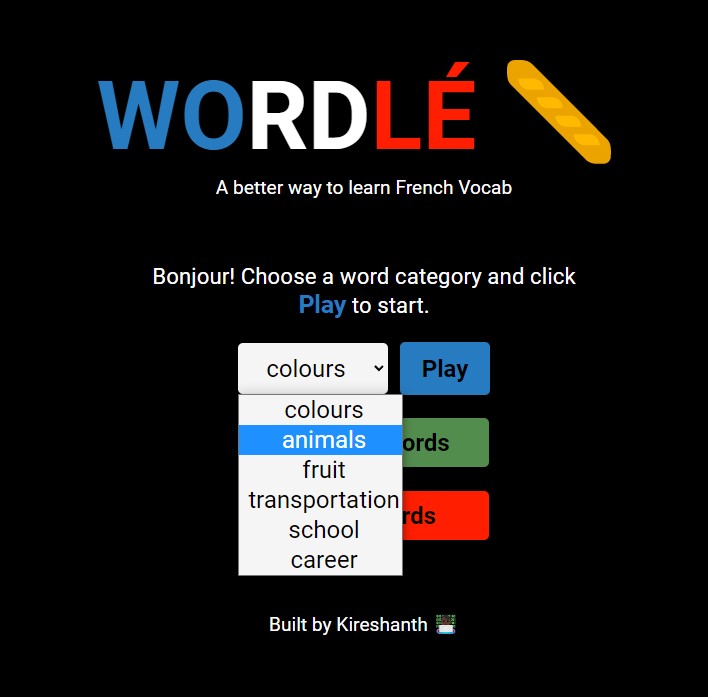 WORDLÉ
A better way to learn French Vocab
Bonjour! Choose a word category and click
Play to start.
colours
Play
colours
animals
fruit
transportation
school
career
ords
rds
Built by Kireshanth